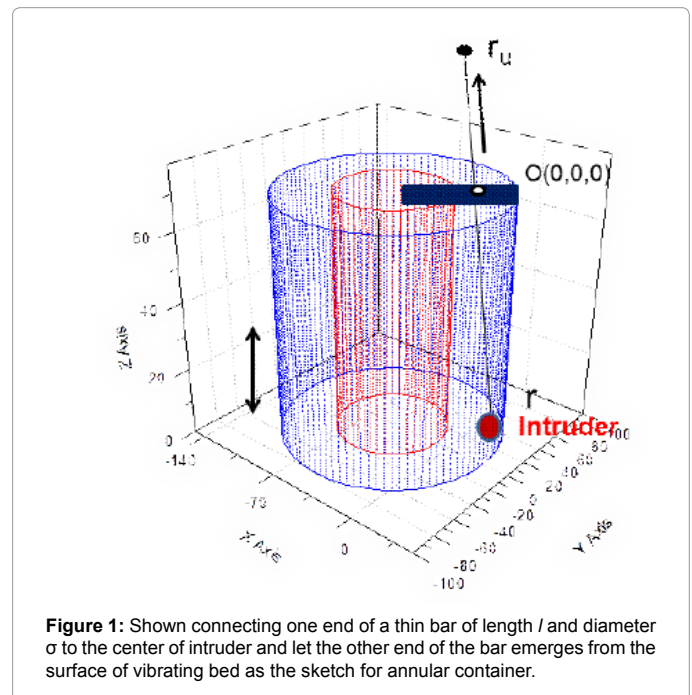 r_u
O(0,0,0)
60
40
20
0
Z Axis
r
Intruder
-140
-70
0
X Axis
100
80
60
40
20
0
-20
-40
-60
-80
-100
Y Axis
Figure 1: Shown connecting one end of a thin bar of length l and diameter
σ to the center of intruder and let the other end of the bar emerges from the
surface of vibrating bed as the sketch for annular container.